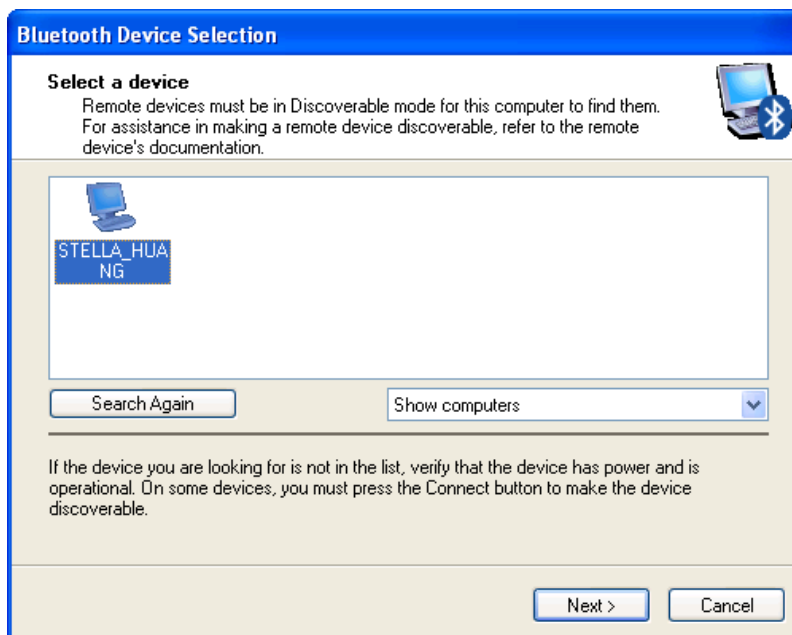 Bluetooth Device Selection
Select a device
Remote devices must be in Discoverable mode for this computer to find them.
For assistance in making a remote device discoverable, refer to the remote
device's documentation.
STELLA_HUA
NG
Search Again
Show computers
If the device you are looking for is not in the list, verify that the device has power and is
operational. On some devices, you must press the Connect button to make the device
discoverable.
Next >
Cancel